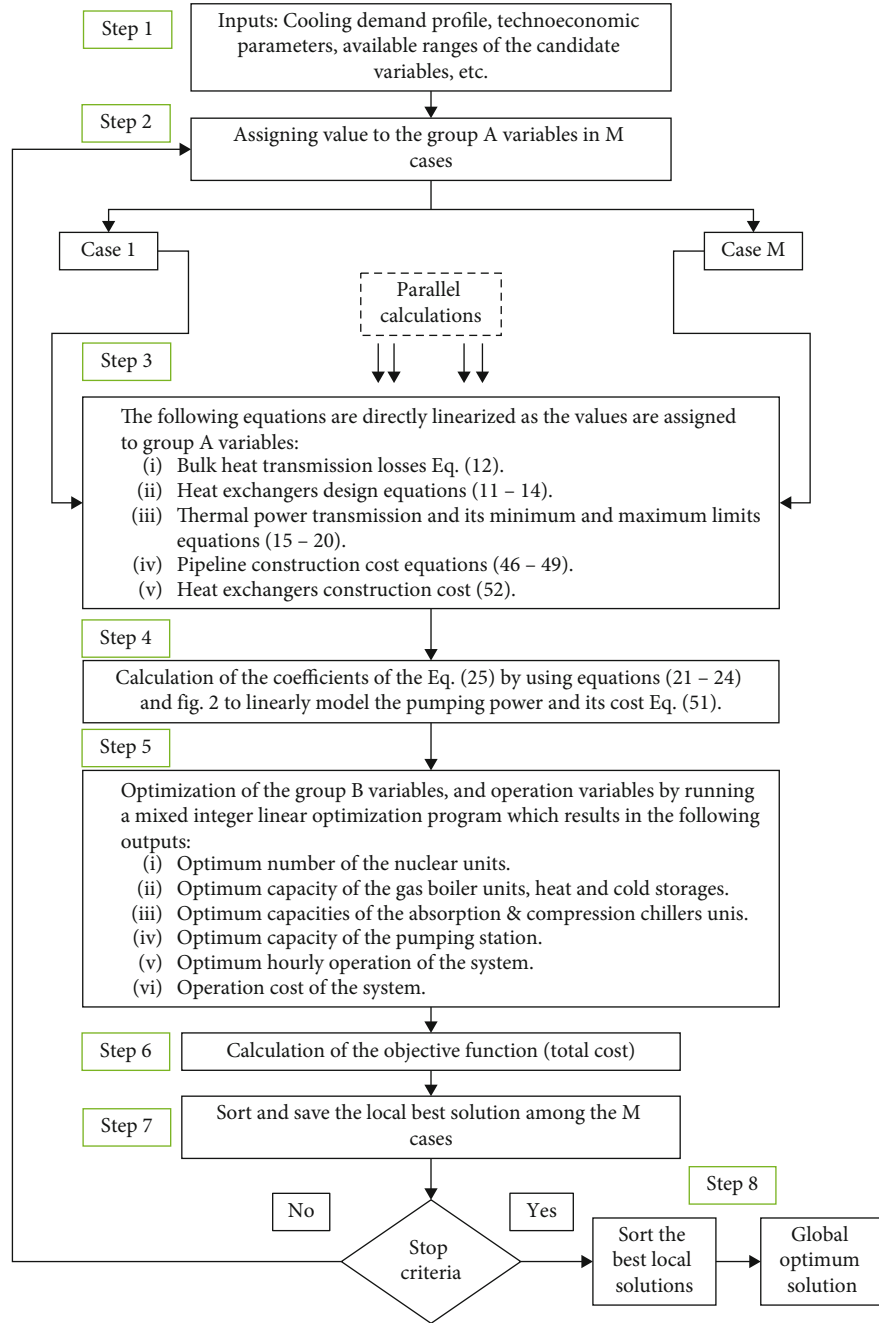 Step 1
Inputs: Cooling demand profile, technoeconomic
parameters, available ranges of the candidate
variables, etc.
Step 2
Assigning value to the group A variables in M
cases
Case 1
Case M
Parallel
calculations
Step 3
The following equations are directly linearized as the values are assigned
to group A variables:
(i) Bulk heat transmission losses Eq. (12).
(ii) Heat exchangers design equations (11 – 14).
(iii) Thermal power transmission and its minimum and maximum limits
equations (15 – 20).
(iv) Pipeline construction cost equations (46 – 49).
(v) Heat exchangers construction cost (52).
Step 4
Calculation of the coefficients of the Eq. (25) by using equations (21 – 24)
and fig. 2 to linearly model the pumping power and its cost Eq. (51).
Step 5
Optimization of the group B variables, and operation variables by running
a mixed integer linear optimization program which results in the following
outputs:
(i) Optimum number of the nuclear units.
(ii) Optimum capacity of the gas boiler units, heat and cold storages.
(iii) Optimum capacities of the absorption & compression chillers unis.
(iv) Optimum capacity of the pumping station.
(v) Optimum hourly operation of the system.
(vi) Operation cost of the system.
Step 6
Calculation of the objective function (total cost)
Step 7
Sort and save the local best solution among the M
cases
No
Stop
criteria
Yes
Step 8
Sort the
best local
solutions
Global
optimum
solution